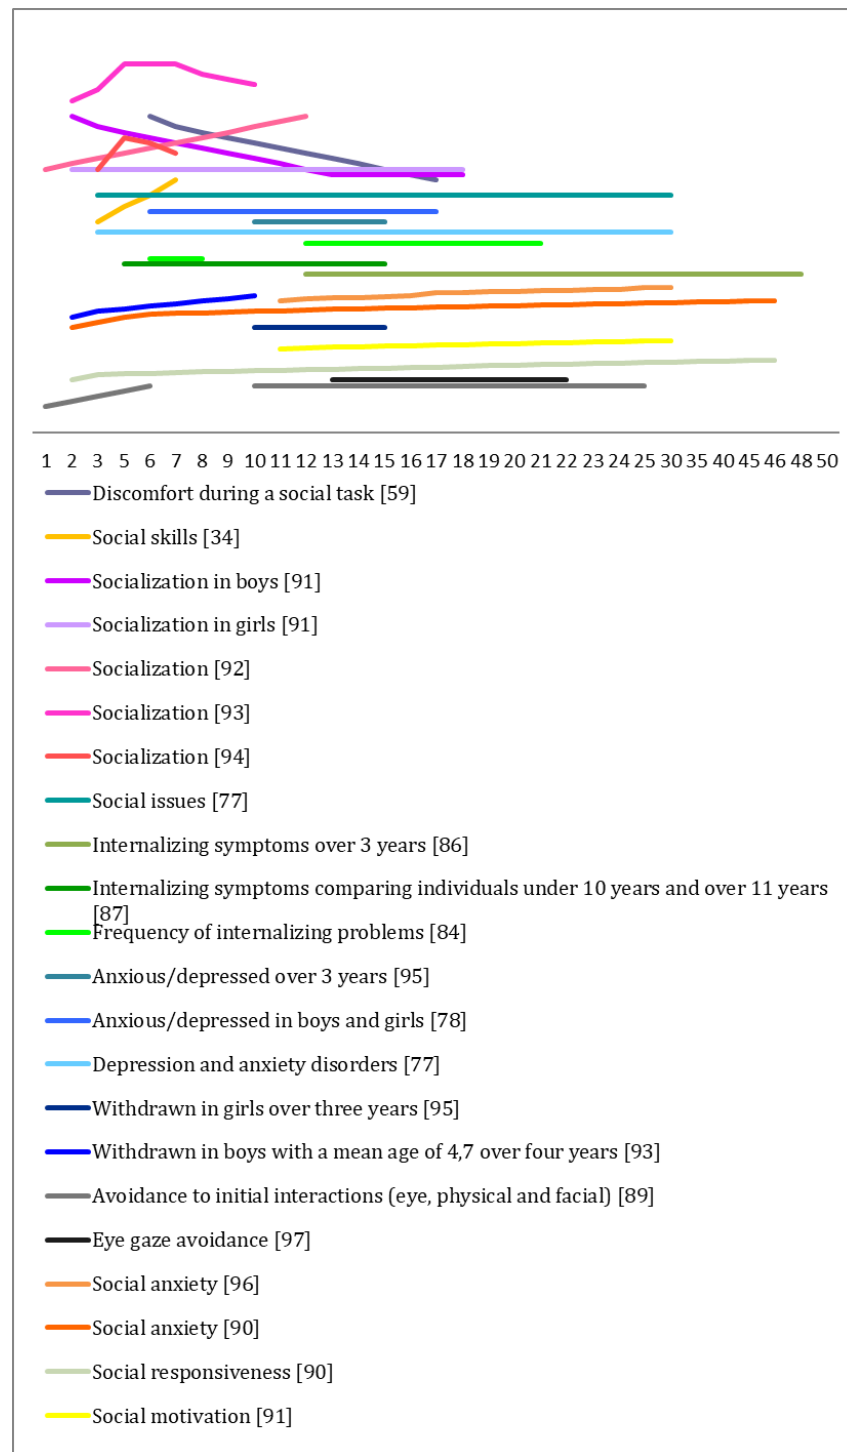 1 2 3 5 6 7 8 9 10 11 12 13 14 15 16 17 18 19 20 21 22 23 24 25 30 35 40 45 46 48 50
Discomfort during a social task [59]
Social skills [34]
Socialization in boys [91]
Socialization in girls [91]
Socialization [92]
Socialization [93]
Socialization [94]
Social issues [77]
Internalizing symptoms over 3 years [86]
Internalizing symptoms comparing individuals under 10 years and over 11 years
[87]
Frequency of internalizing problems [84]
Anxious/depressed over 3 years [95]
Anxious/depressed in boys and girls [78]
Depression and anxiety disorders [77]
Withdrawn in girls over three years [95]
Withdrawn in boys with a mean age of 4,7 over four years [93]
Avoidance to initial interactions (eye, physical and facial) [89]
Eye gaze avoidance [97]
Social anxiety [96]
Social anxiety [90]
Social responsiveness [90]
Social motivation [91]